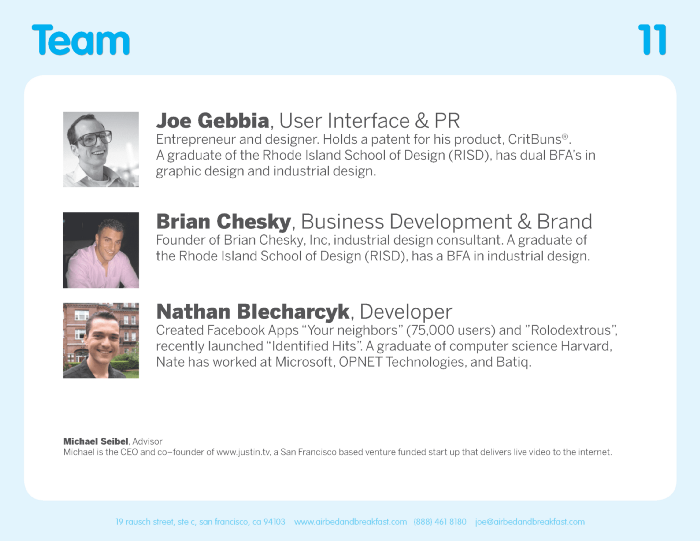 Team
11
Joe Gebbia, User Interface & PR
Entrepreneur and designer. Holds a patent for his product, CritBuns®.
A graduate of the Rhode Island School of Design (RISD), has dual BFA's in
graphic design and industrial design.
Brian Chesky, Business Development & Brand
Founder of Brian Chesky, Inc, industrial design consultant. A graduate of
the Rhode Island School of Design (RISD), has a BFA in industrial design.
Nathan Blecharcyk, Developer
Created Facebook Apps "Your neighbors" (75,000 users) and "Rolodextrous",
recently launched "Identified Hits". A graduate of computer science Harvard,
Nate has worked at Microsoft, OPNET Technologies, and Batiq.
Michael Seibel, Advisor
Michael is the CEO and co-founder of www.justin.tv, a San Francisco based venture funded start up that delivers live video to the internet.
19 rausch street, ste c, san francisco, ca 94103 www.airbedandbreakfast.com (888) 461 8180 joe@airbedandbreakfast.com